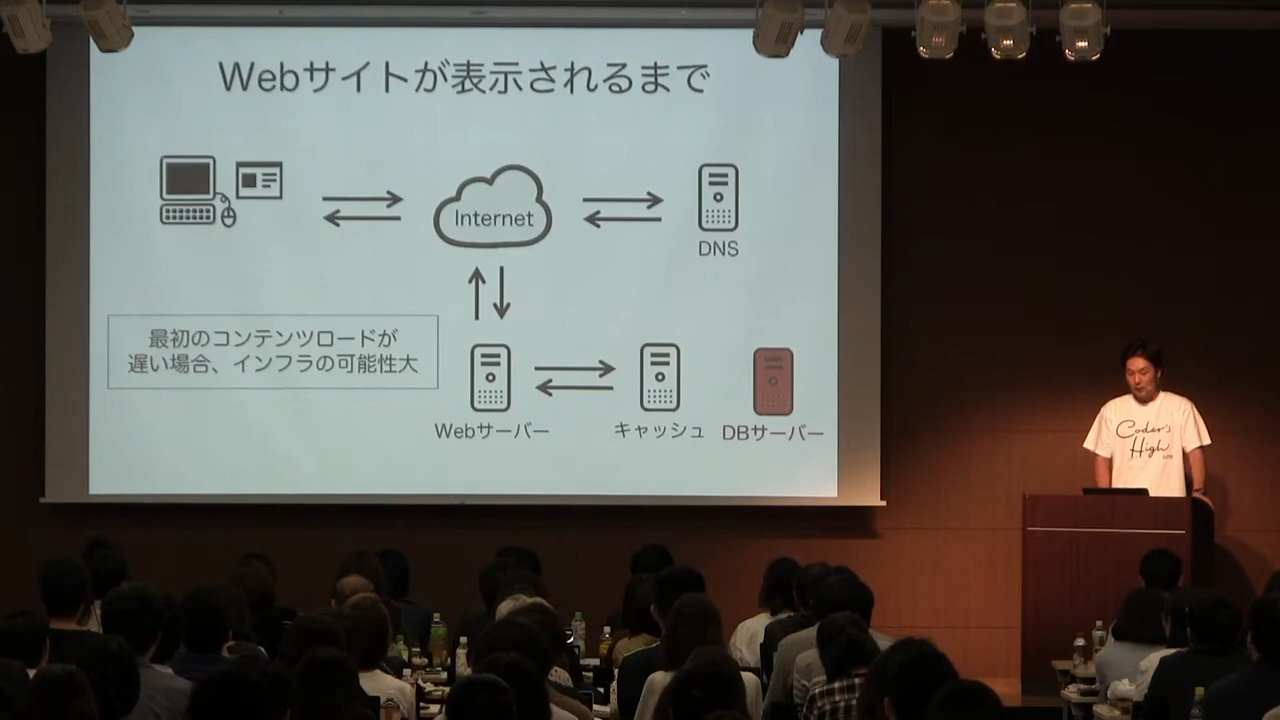 Webサイトが表示されるまで
Internet
DNS
最初のコンテンツロードが
遅い場合、インフラの可能性大
Webサーバー
キャッシュ
DBサーバー
Coder's
High